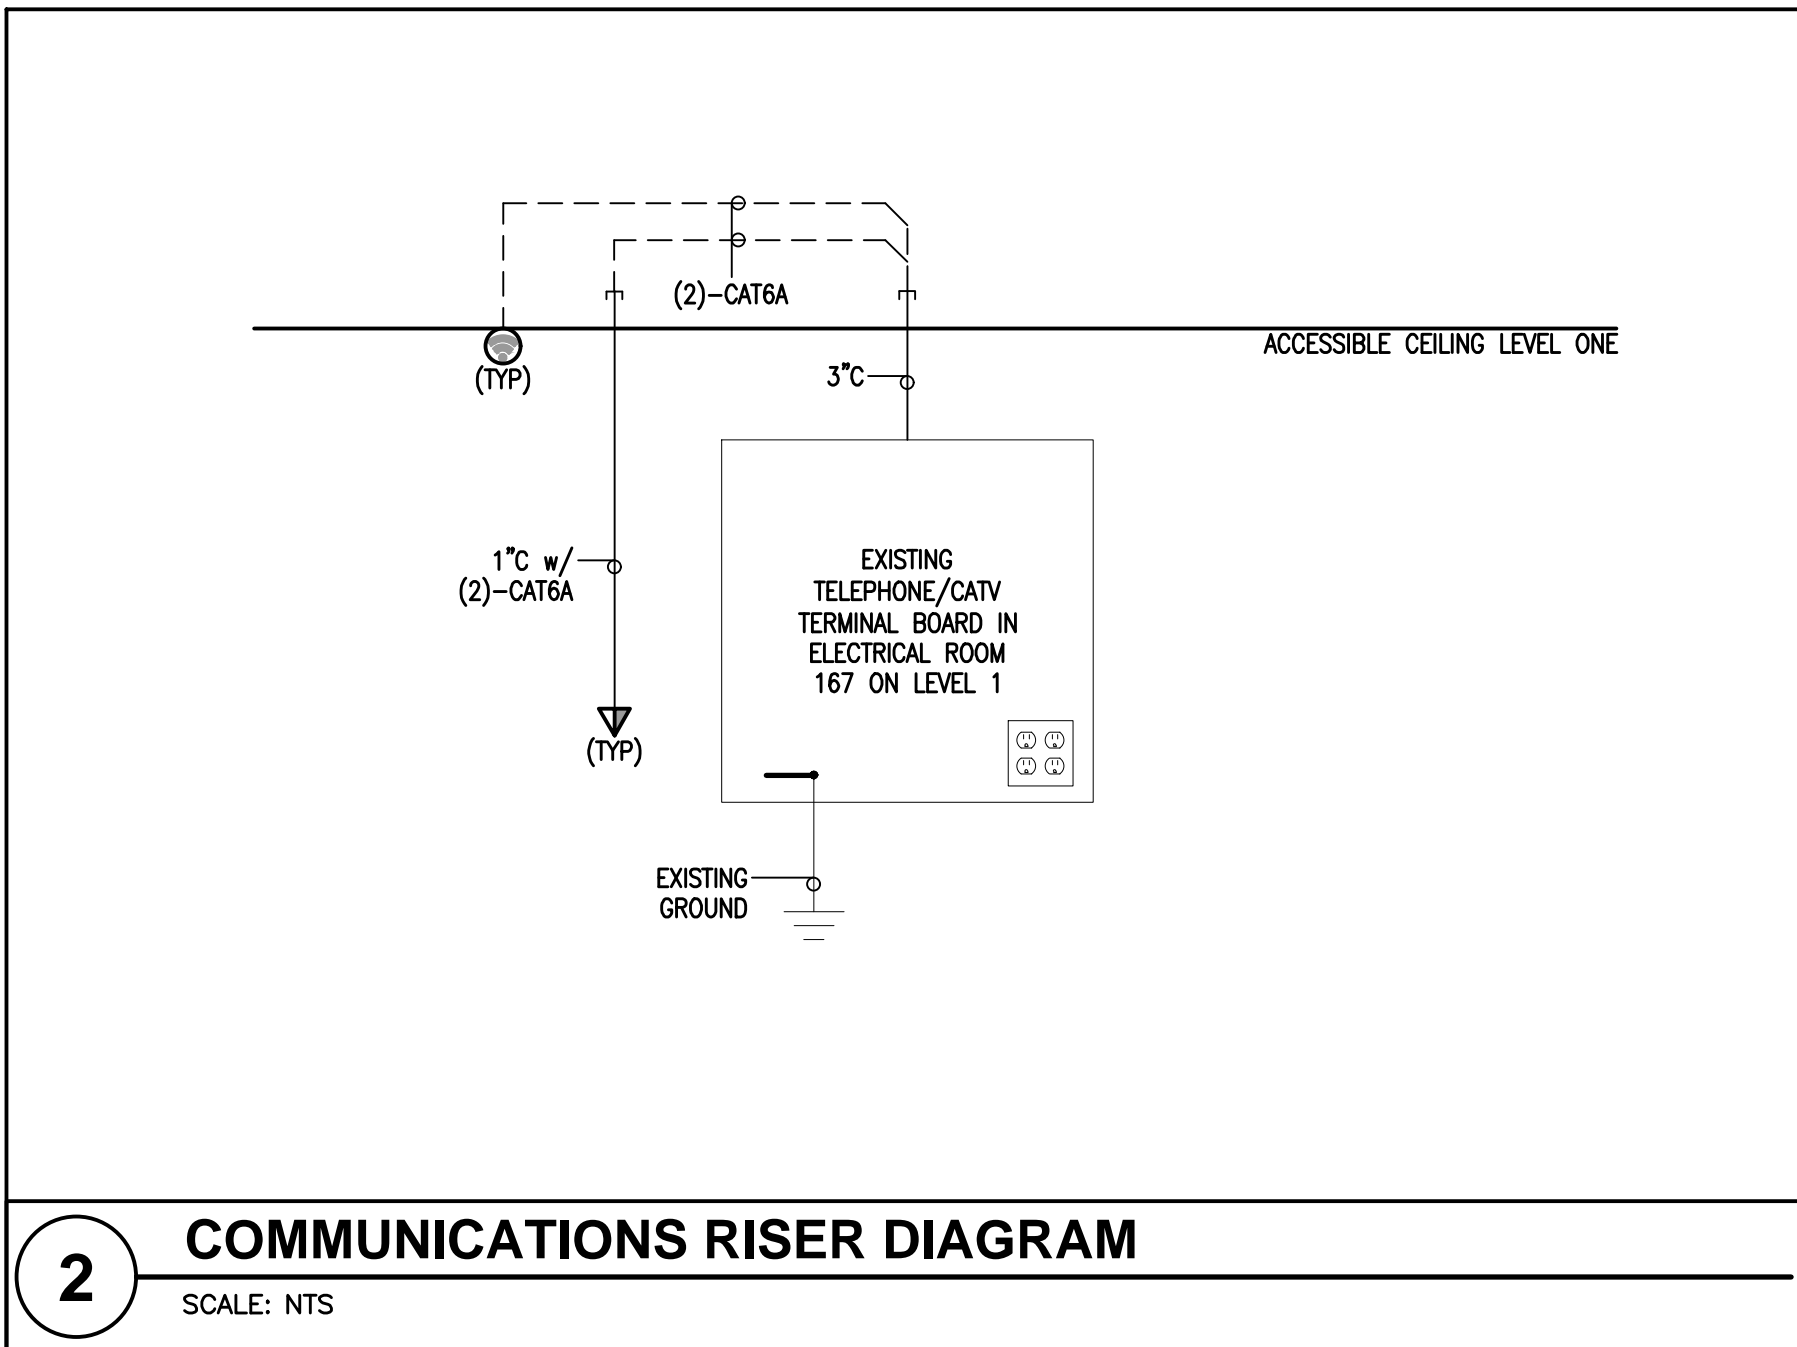 (2)-CAT6A
ACCESSIBLE CEILING LEVEL ONE
(TYP)
3"C
1"C w/
(2)-CAT6A
EXISTING
TELEPHONE/CATV
TERMINAL BOARD IN
ELECTRICAL ROOM
167 ON LEVEL 1
(TYP)
EXISTING
GROUND
2
COMMUNICATIONS RISER DIAGRAM
SCALE: NTS